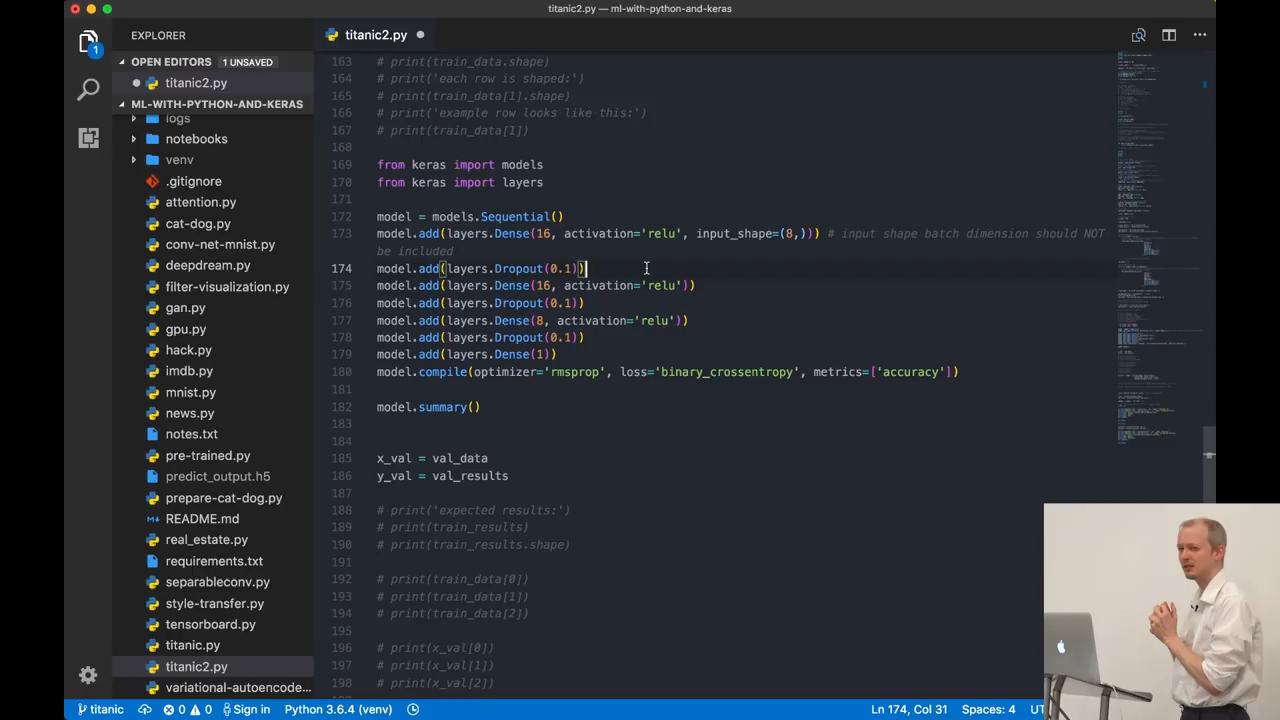 titanic2.py — ml-with-python-and-keras
EXPLORER
titanic2.py
1
OPEN EDITORS 1 UNSAVED
titanic2.py
ML-WITH-PYTHON-AND-KERAS
logs
notebooks
venv
.gitignore
attention.py
cat-dog.py
conv-net-mnist.py
deepdream.py
filter-visualization.py
gan.py
gpu.py
hack.py
imdb.py
mnist.py
news.py
notes.txt
pre-trained.py
predict_output.h5
prepare-cat-dog.py
README.md
real_estate.py
requirements.txt
separableconv.py
style-transfer.py
tensorboard.py
titanic.py
titanic2.py
variational-autoencode...
163 # print(train_data.shape)
164 # print('each row is shaped:')
165 # print(train_data[1].shape)
166 # print('example row looks like this:')
167 # print(train_data[1])
168
169 from keras import models
170 from keras import layers
171
172 model = models.Sequential()
173 model.add(layers.Dense(16, activation='relu', input_shape=(8,))) # input shape batch dimension should NOT
be included
174 model.add(layers.Dropout(0.1))
175 model.add(layers.Dense(16, activation='relu'))
176 model.add(layers.Dropout(0.1))
177 model.add(layers.Dense(8, activation='relu'))
178 model.add(layers.Dropout(0.1))
179 model.add(layers.Dense(1))
180 model.compile(optimizer='rmsprop', loss='binary_crossentropy', metrics=['accuracy'])
181
182 model.summary()
183
184
185 x_val = val_data
186 y_val = val_results
187
188 # print('expected results:')
189 # print(train_results)
190 # print(train_results.shape)
191
192 # print(train_data[0])
193 # print(train_data[1])
194 # print(train_data[2])
195
196 # print(x_val[0])
197 # print(x_val[1])
198 # print(x_val[2])
titanic 0 0 Sign in Python 3.6.4 (venv) Ln 174, Col 31 Spaces: 4 UT